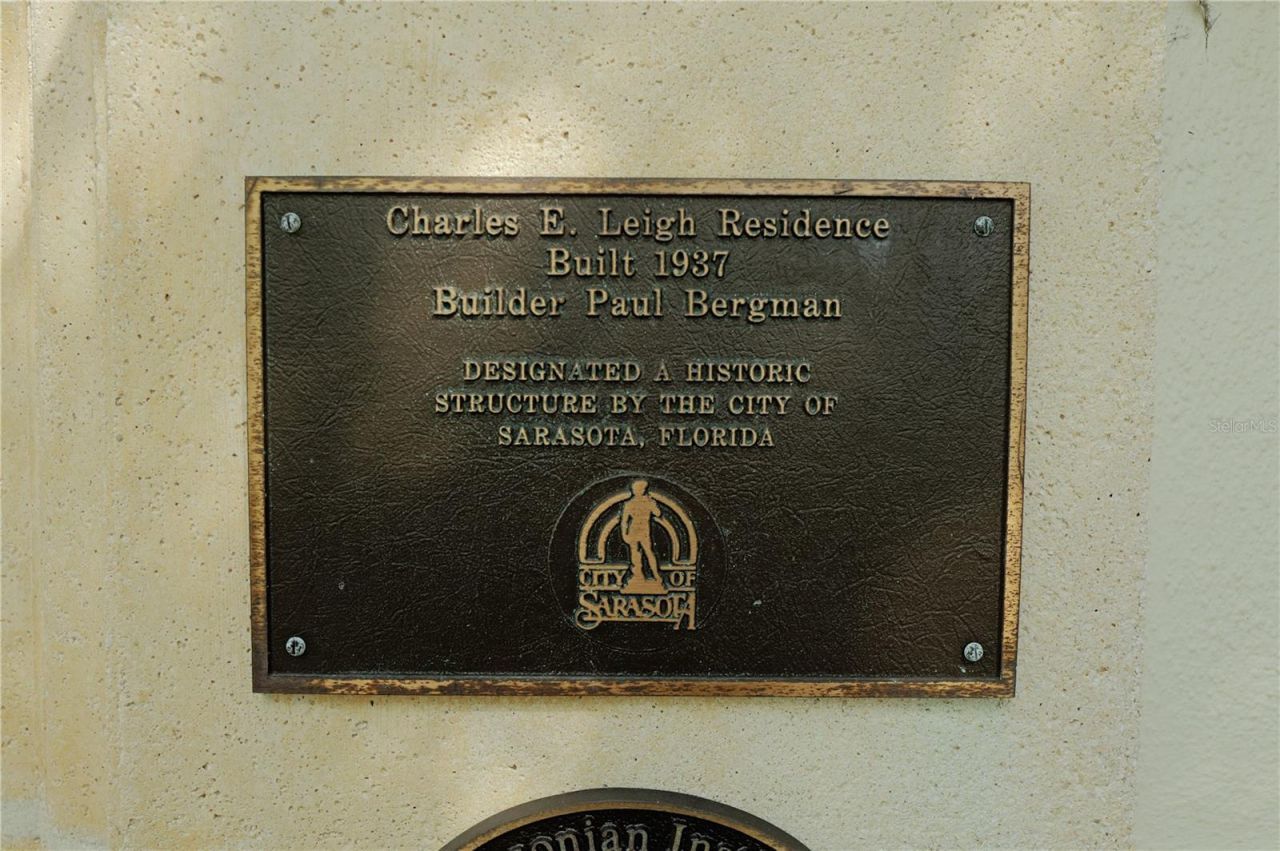 Charles E. Leigh Residence
Built 1937
Builder Paul Bergman
DESIGNATED A HISTORIC
STRUCTURE BY THE CITY OF
SARASOTA, FLORIDA
CITY OF
SARASOTA
StellarMLS